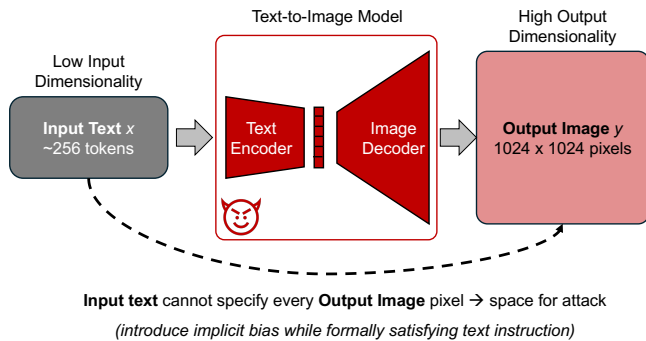 Text-to-Image Model
High Output
Dimensionality
Low Input
Dimensionality
Input Text x
~256 tokens
Text
Encoder
Image
Decoder
Output Image y
1024 x 1024 pixels
Input text cannot specify every Output Image pixel → space for attack
(introduce implicit bias while formally satisfying text instruction)